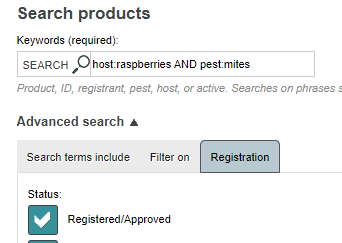 Search products
Keywords (required):
SEARCH host:raspberries AND pest:mites
Product, ID, registrant, pest, host, or active. Searches on phrases
Advanced search ▲
Search terms include Filter on Registration
Status:
Registered/Approved